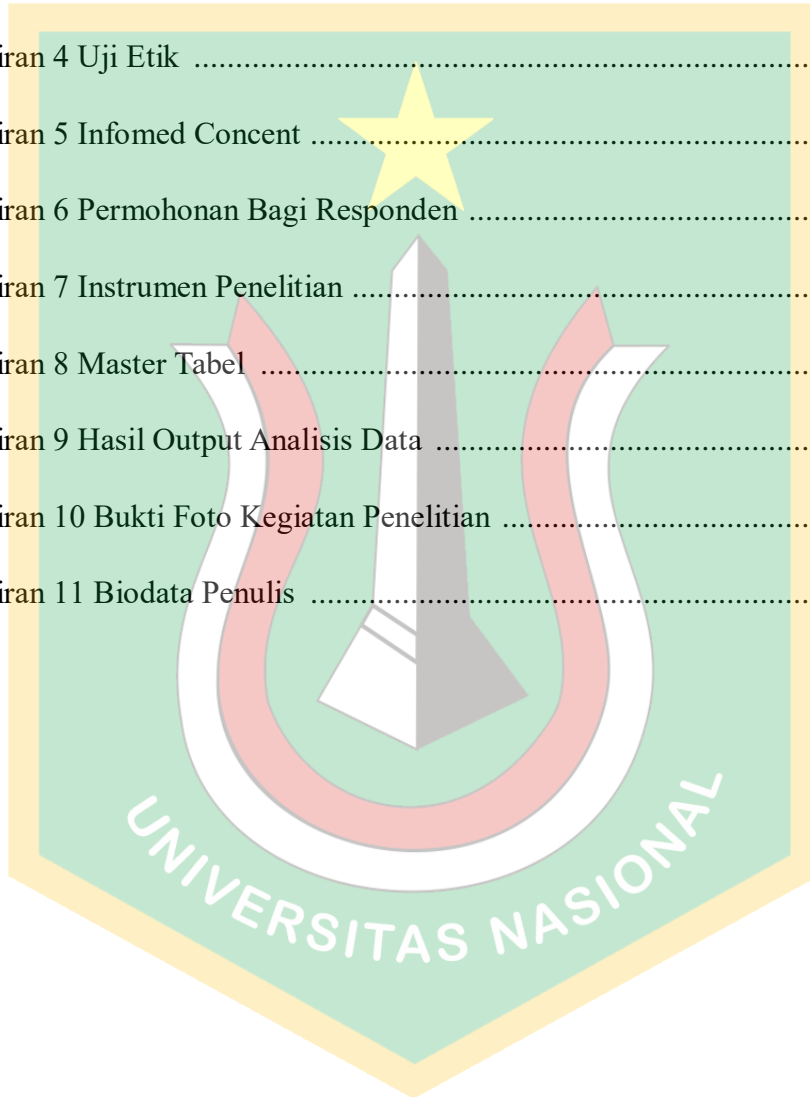 iran 4 Uji Etik ....................................................................................
iran 5 Infomed Concent ....................................................................
iran 6 Permohonan Bagi Responden ..............................................
iran 7 Instrumen Penelitian ..............................................................
iran 8 Master Tabel ..........................................................................
iran 9 Hasil Output Analisis Data ...................................................
iran 10 Bukti Foto Kegiatan Penelitian ..........................................
iran 11 Biodata Penulis ....................................................................
UNIVERSITAS NASIONAL